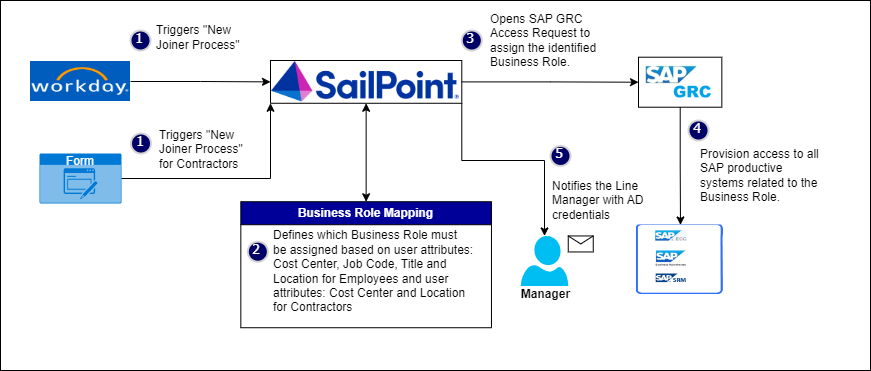 1
Triggers "New
Joiner Process"
workday.
SailPoint®
3
Opens SAP GRC
Access Request to
assign the identified
Business Role.
SAP
GRC
1
Triggers "New
Joiner Process"
for Contractors
Form
4
Provision access to all
SAP productive
systems related to the
Business Role.
5
Notifies the Line
Manager with AD
credentials
Business Role Mapping
2
Defines which Business Role must
be assigned based on user attributes:
Cost Center, Job Code, Title and
Location for Employees and user
attributes: Cost Center and Location
for Contractors
Manager
SAP ECC
SAP
SAP SRM